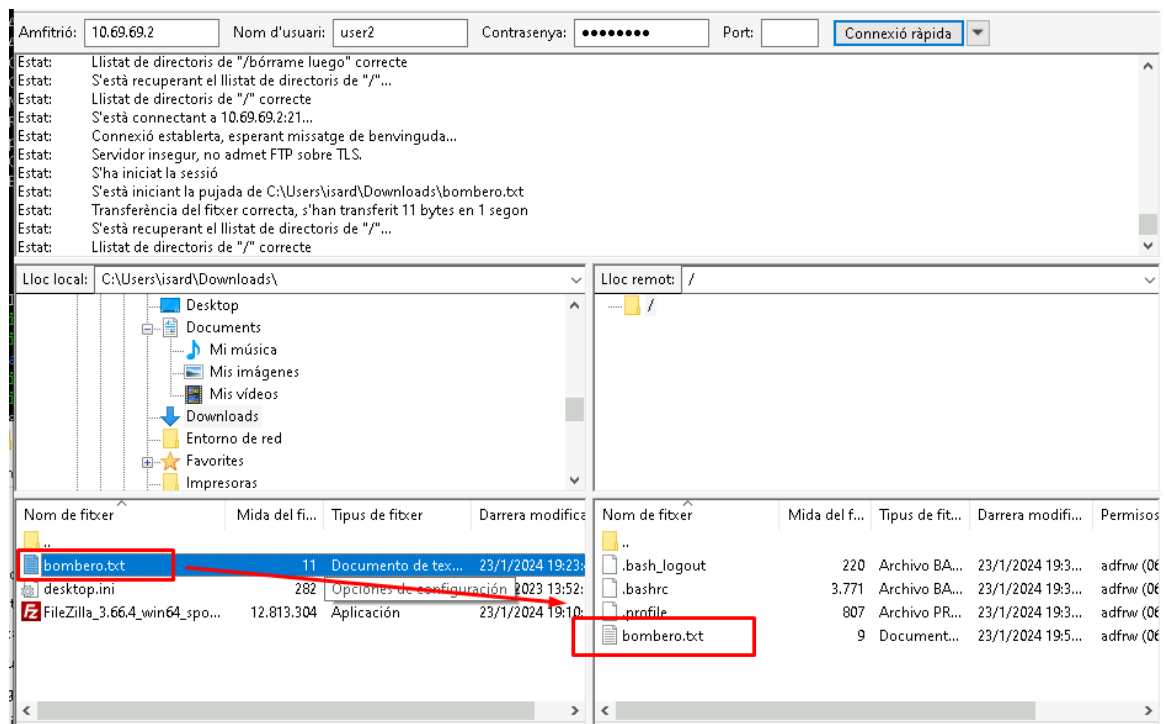 Amfitrió: 10.69.69.2 Nom d'usuari: user2 Contrasenya: ●●●●●●●● Port: Connexió ràpida
Estat: Llistat de directoris de "/bórrame luego" correcte
Estat: S'està recuperant el llistat de directoris de "/"...
Estat: Llistat de directoris de "/" correcte
Estat: S'està connectant a 10.69.69.2:21...
Estat: Connexió establerta, esperant missatge de benvinguda...
Estat: Servidor insegur, no admet FTP sobre TLS.
Estat: S'ha iniciat la sessió
Estat: S'està iniciant la pujada de C:\Users\isard\Downloads\bombero.txt
Estat: Transferència del fitxer correcta, s'han transferit 11 bytes en 1 segon
Estat: S'està recuperant el llistat de directoris de "/"...
Estat: Llistat de directoris de "/" correcte
Lloc local: C:\Users\isard\Downloads\
Desktop
Documents
Mi música
Mis imágenes
Mis vídeos
Downloads
Entorno de red
Favorites
Impresoras
Lloc remot: /
/
Nom de fitxer Mida del fi... Tipus de fitxer Darrera modifica
..
bombero.txt 11 Documento de tex... 23/1/2024 19:23:
desktop.ini 282 Opciones de configuración 2023 13:52:
FileZilla_3.66.4_win64_spo... 12.813.304 Aplicación 23/1/2024 19:10:
Nom de fitxer Mida del f... Tipus de fit... Darrera modifi... Permisos
..
.bash_logout 220 Archivo BA... 23/1/2024 19:3... adfrw (06
.bashrc 3.771 Archivo BA... 23/1/2024 19:3... adfrw (06
.profile 807 Archivo PR... 23/1/2024 19:3... adfrw (06
bombero.txt 9 Document... 23/1/2024 19:5... adfrw (06